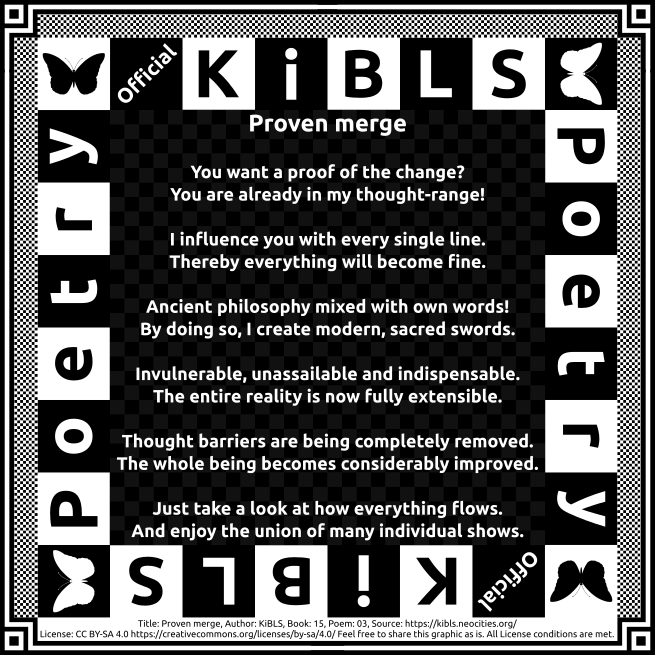 Official KiBLS
Poetry
Poetry
Proven merge
You want a proof of the change?
You are already in my thought-range!
I influence you with every single line.
Thereby everything will become fine.
Ancient philosophy mixed with own words!
By doing so, I create modern, sacred swords.
Invulnerable, unassailable and indispensable.
The entire reality is now fully extensible.
Thought barriers are being completely removed.
The whole being becomes considerably improved.
Just take a look at how everything flows.
And enjoy the union of many individual shows.
Official KiBLS
Title: Proven merge, Author: KiBLS, Book: 15, Poem: 03, Source: https://kibls.neocities.org/
License: CC BY-SA 4.0 https://creativecommons.org/licenses/by-sa/4.0/ Feel free to share this graphic as is. All License conditions are met.